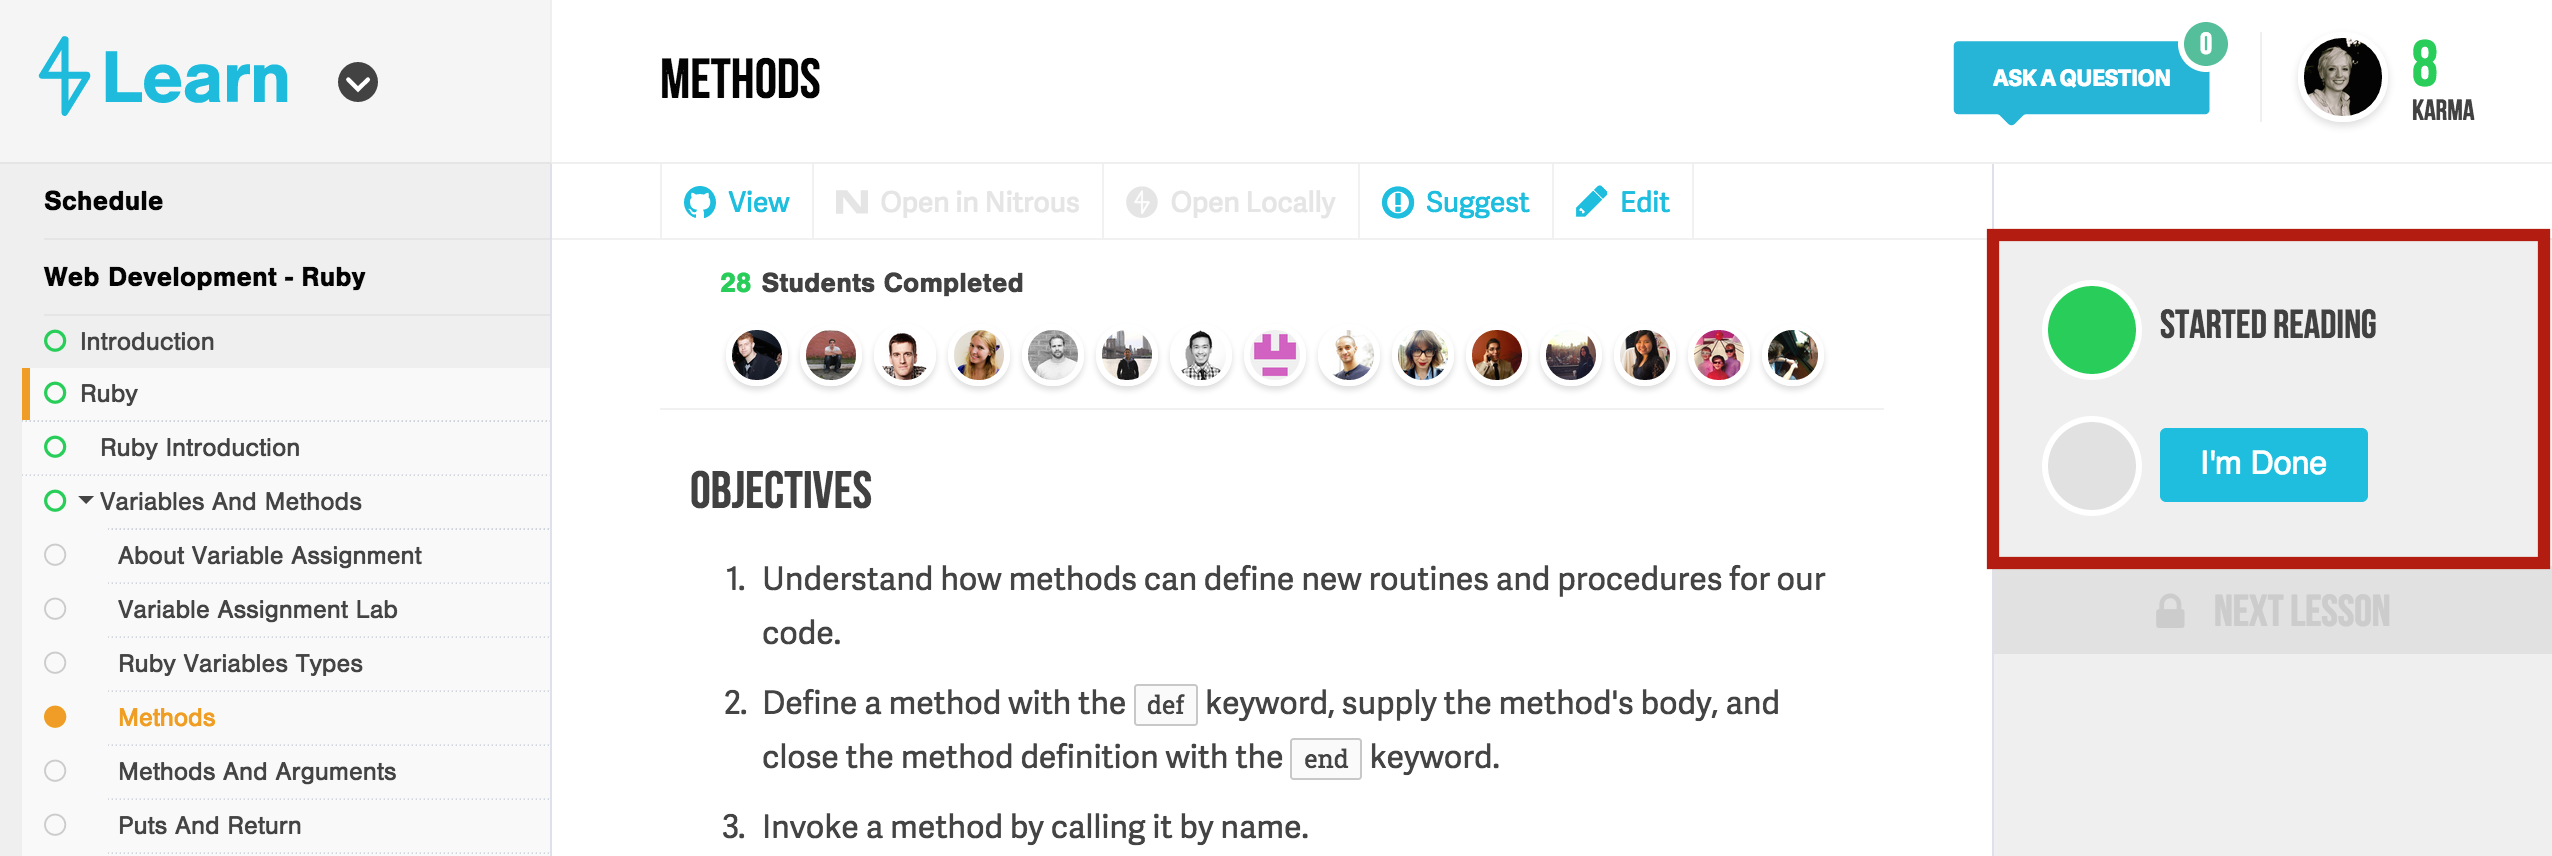 Learn
METHODS
ASK A QUESTION
0
8
KARMA
Schedule
Web Development - Ruby
Introduction
Ruby
Ruby Introduction
Variables And Methods
About Variable Assignment
Variable Assignment Lab
Ruby Variables Types
Methods
Methods And Arguments
Puts And Return
View
Open in Nitrous
Open Locally
Suggest
Edit
28 Students Completed
OBJECTIVES
1. Understand how methods can define new routines and procedures for our
code.
2. Define a method with the def keyword, supply the method's body, and
close the method definition with the end keyword.
3. Invoke a method by calling it by name.
STARTED READING
I'm Done
NEXT LESSON